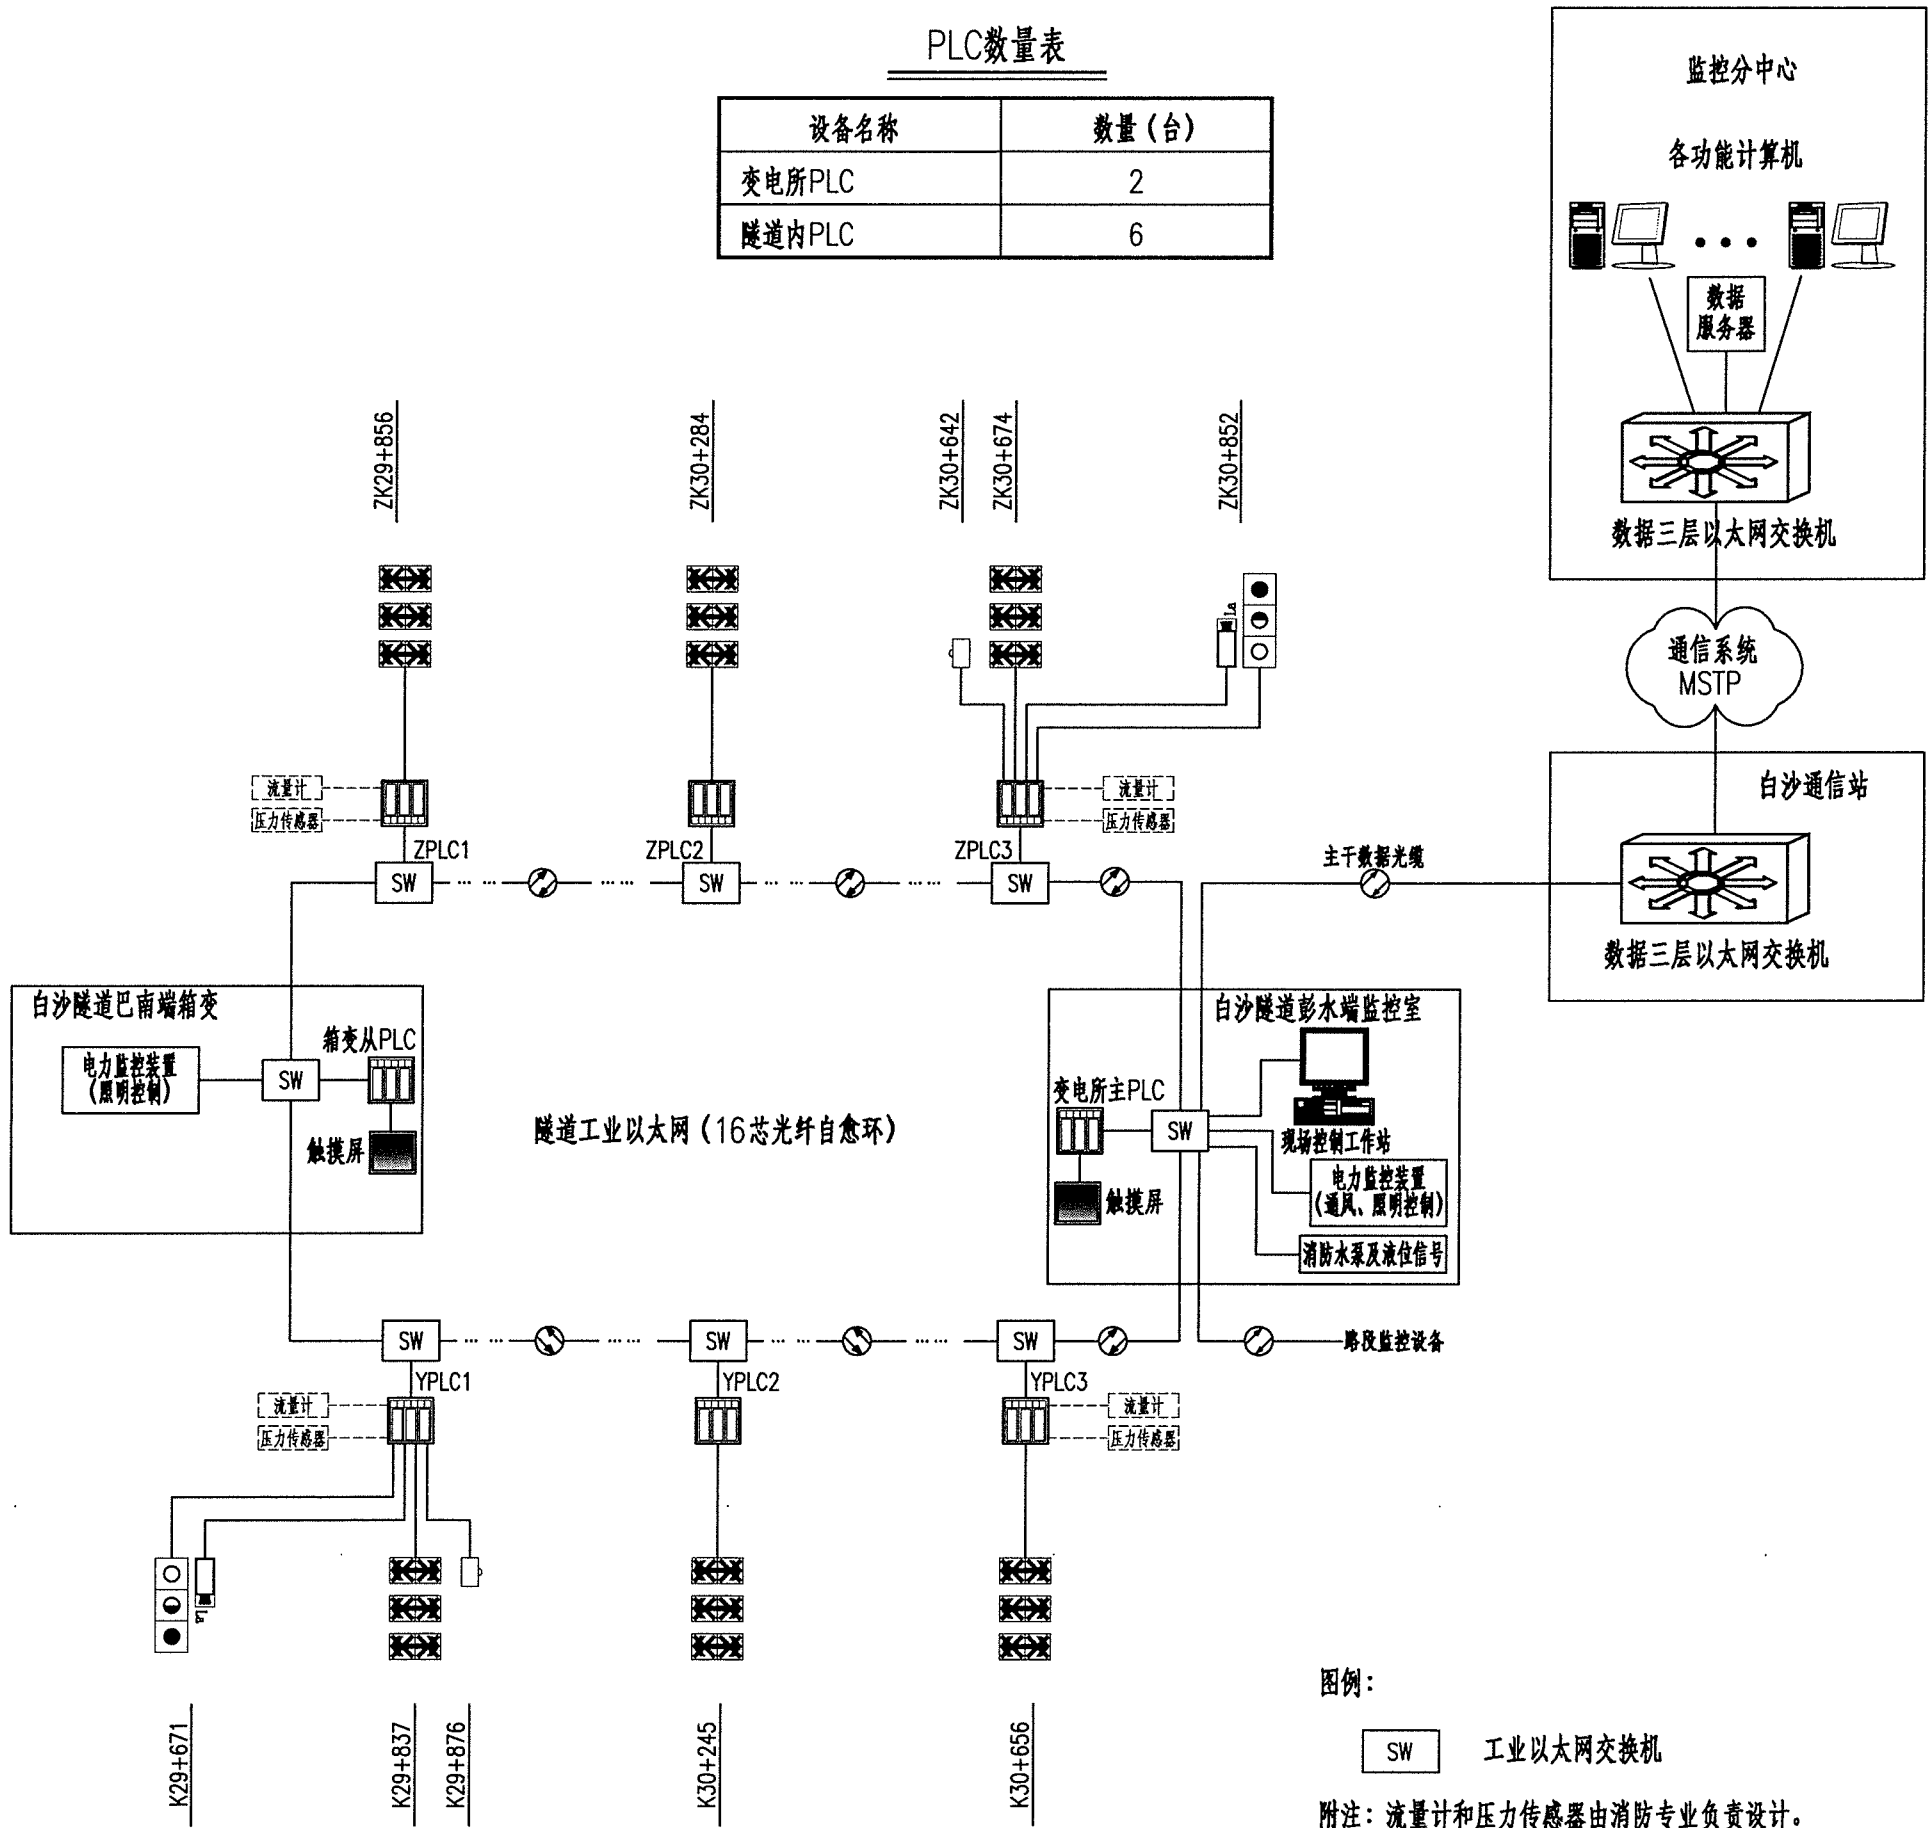 PLC数量表
设备名称 数量(台)
变电所PLC 2
隧道内PLC 6
监控分中心
各功能计算机
数据
服务器
数据三层以太网交换机
通信系统
MSTP
白沙通信站
数据三层以太网交换机
主干数据光缆
ZK29+856
ZK30+284
ZK30+642
ZK30+674
ZK30+852
La
流量计
压力传感器
流量计
压力传感器
ZPLC1
ZPLC2
ZPLC3
SW
SW
SW
白沙隧道巴南端箱变
箱变从PLC
电力监控装置
(照明控制)
SW
触摸屏
隧道工业以太网(16芯光纤自愈环)
白沙隧道彭水端监控室
变电所主PLC
SW
触摸屏
现场控制工作站
电力监控装置
(通风、照明控制)
消防水泵及液位信号
路段监控设备
SW
SW
SW
YPLC1
YPLC2
YPLC3
流量计
压力传感器
流量计
压力传感器
La
K29+671
K29+837
K29+876
K30+245
K30+656
图例:
SW 工业以太网交换机
附注: 流量计和压力传感器由消防专业负责设计。